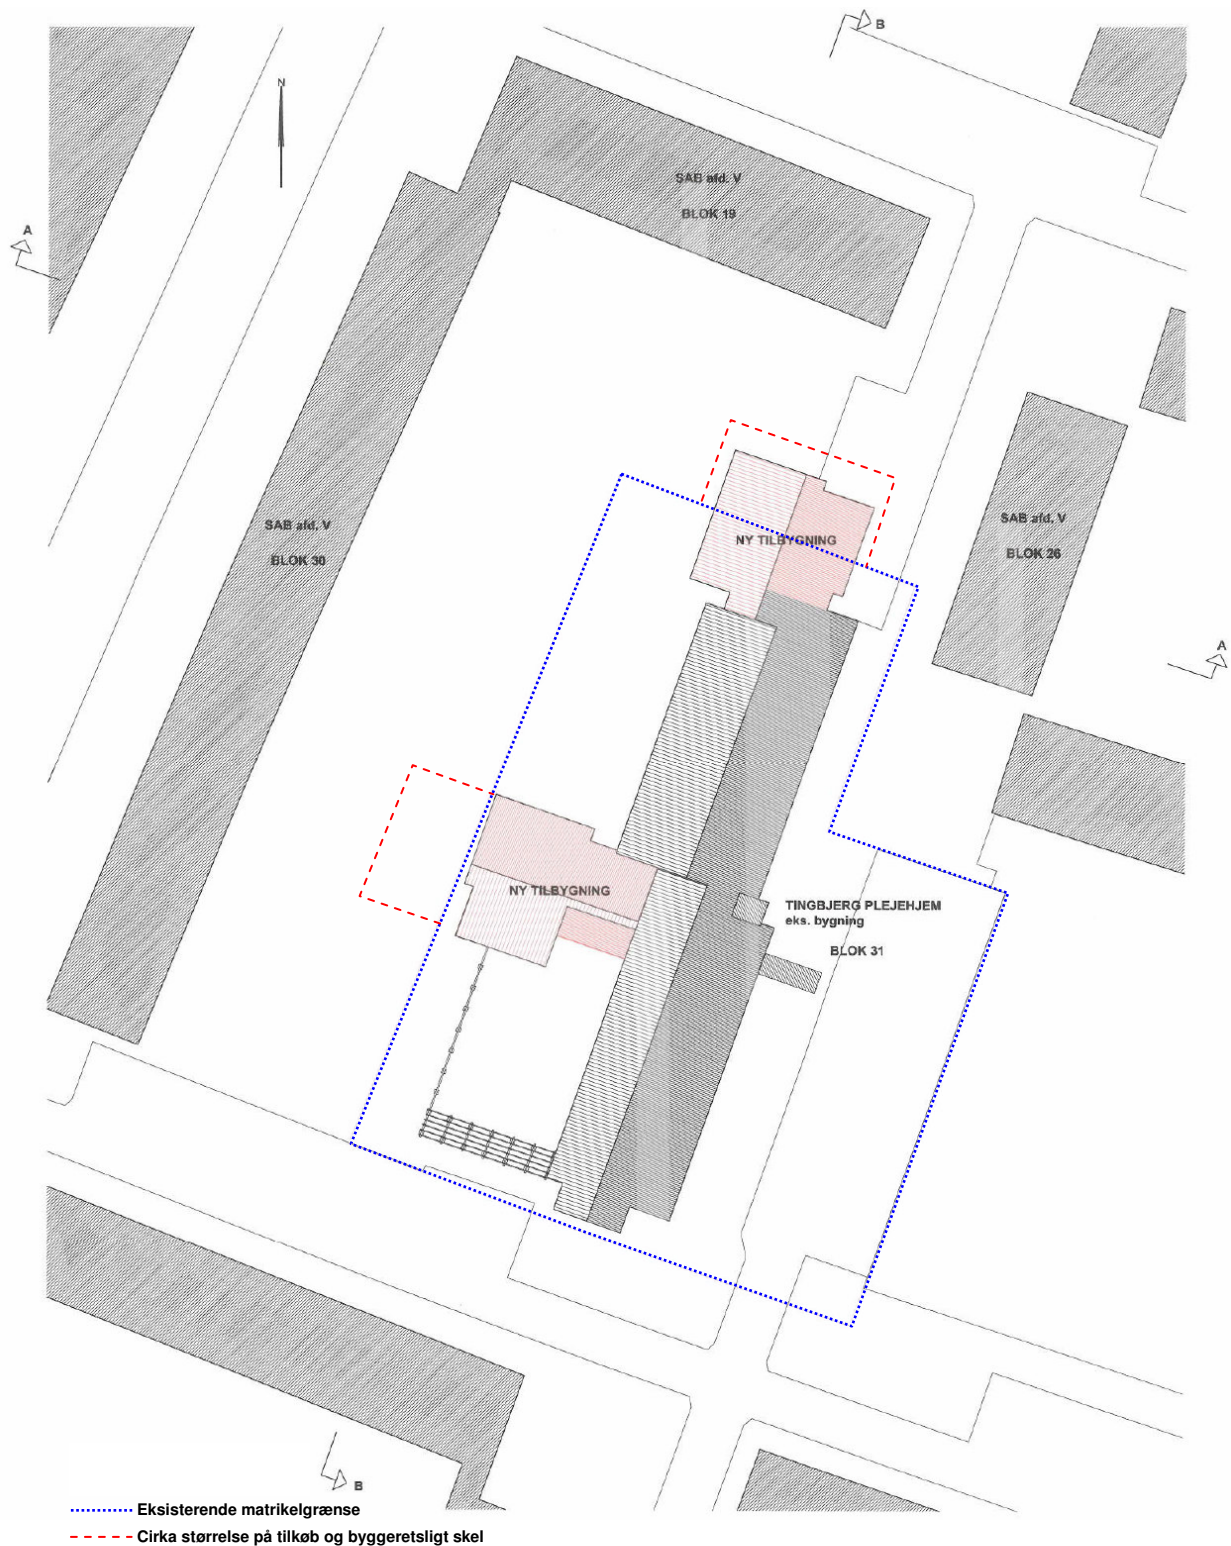 B
N
SAB afd. V
BLOK 19
A
SAB afd. V
BLOK 30
SAB afd. V
BLOK 26
NY TILBYGNING
A
NY TILBYGNING
TINGBJERG PLEJEHJEM
eks. bygning
BLOK 31
B
Eksisterende matrikelgrænse
Cirka størrelse på tilkøb og byggeretsligt skel